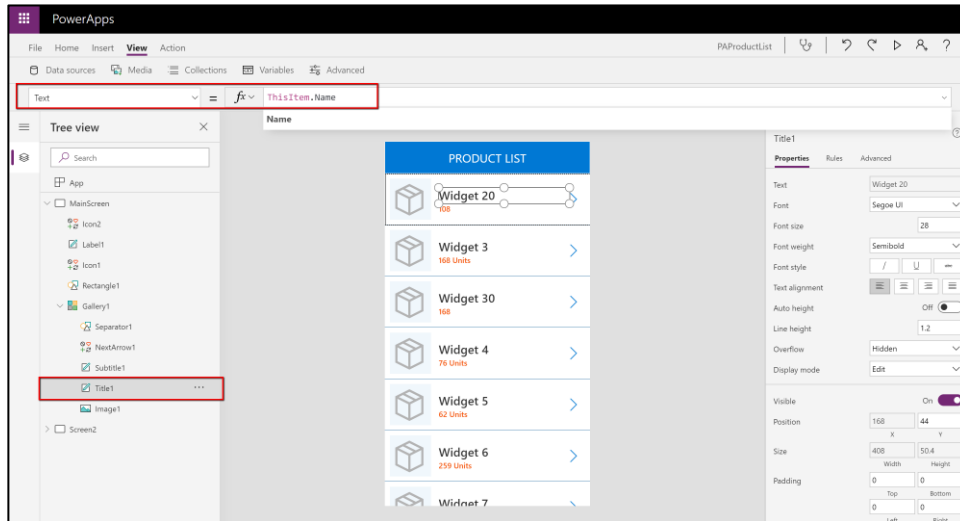 PowerApps
File Home Insert View Action
PAProductList
Data sources Media Collections Variables Advanced
Text = fx ThisItem.Name
Name
Tree view
Search
App
MainScreen
Icon2
Label1
Icon1
Rectangle1
Gallery1
Separator1
NextArrow1
Subtitle1
Title1 ...
Image1
Screen2
PRODUCT LIST
Widget 20
108
Widget 3
168 Units
Widget 30
168
Widget 4
76 Units
Widget 5
62 Units
Widget 6
259 Units
Widget 7
Title1
Properties Rules Advanced
Text Widget 20
Font Segoe UI
Font size 28
Font weight Semibold
Font style / U abc
Text alignment
Auto height Off
Line height 1.2
Overflow Hidden
Display mode Edit
Visible On
Position 168 44
X Y
Size 408 50.4
Width Height
Padding 0 0
Top Bottom
0 0
Left Right